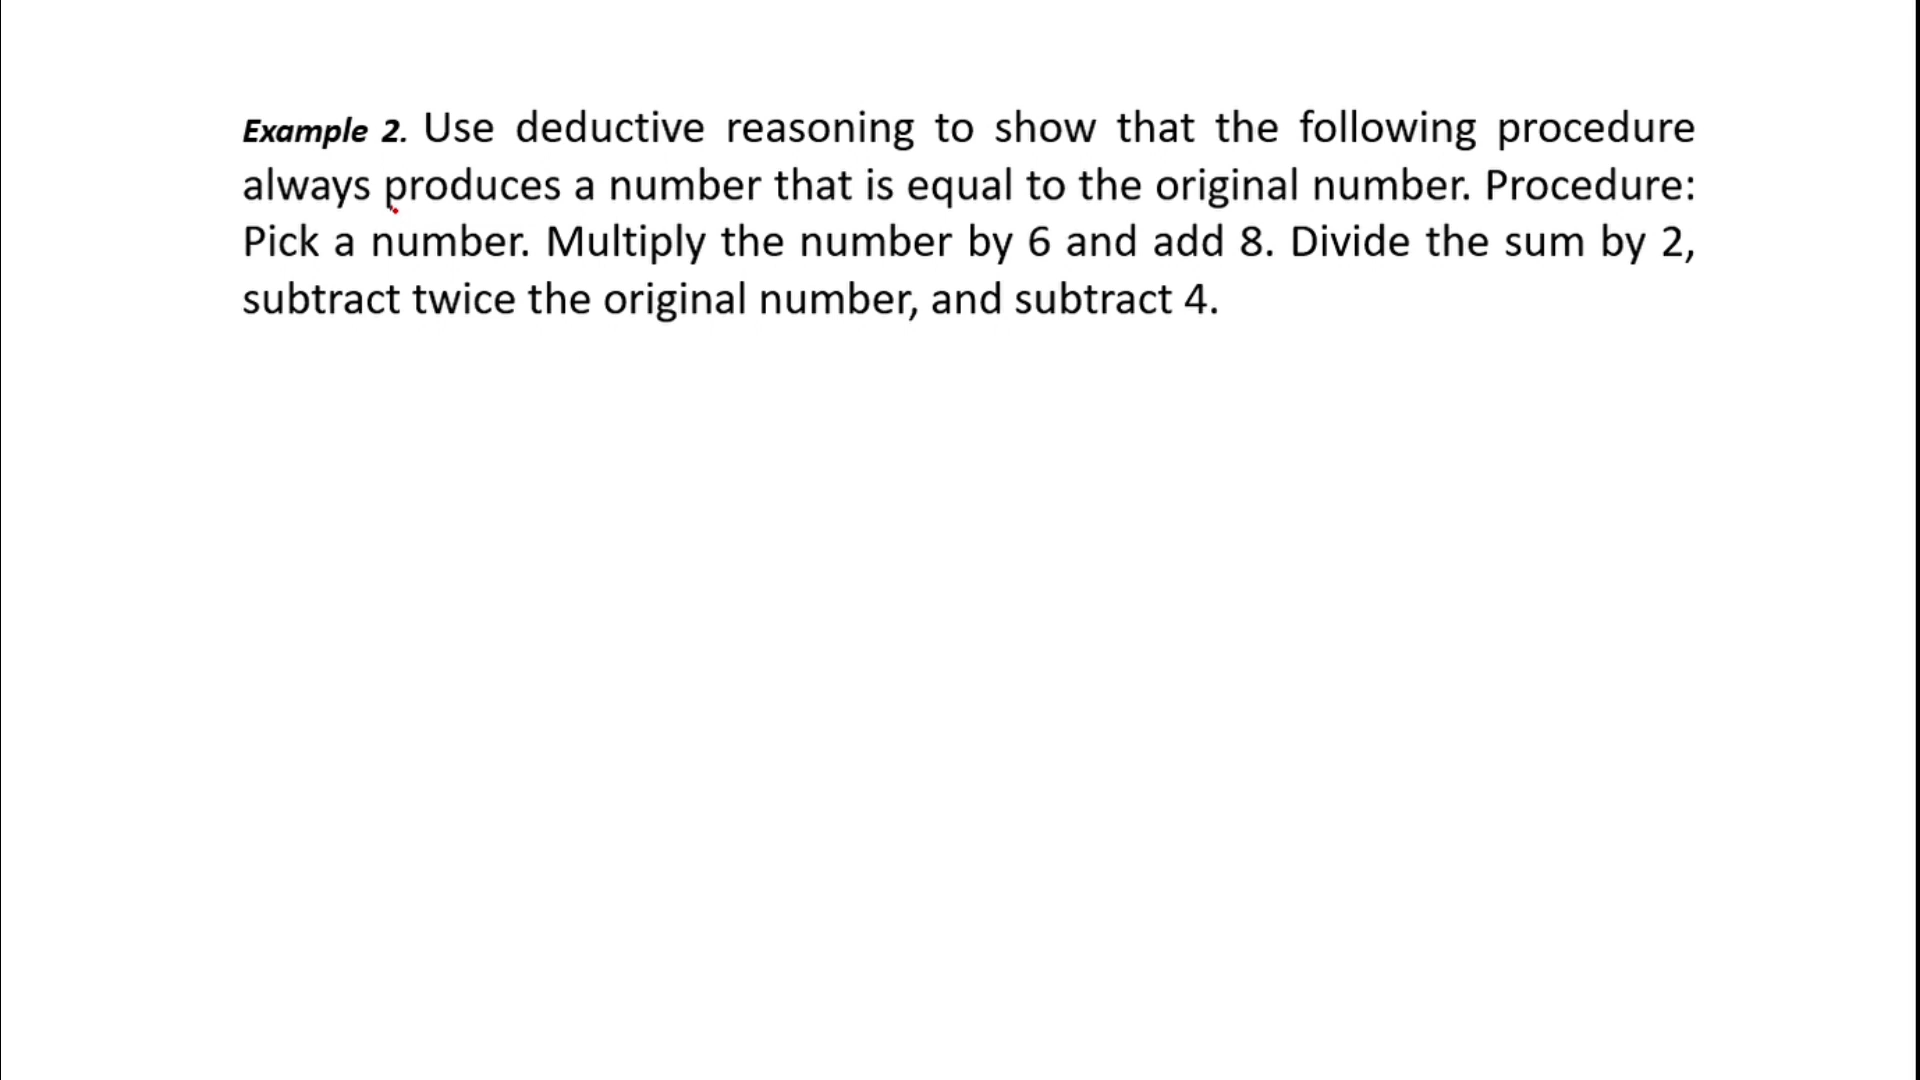 Example 2. Use deductive reasoning to show that the following procedure
always produces a number that is equal to the original number. Procedure:
Pick a number. Multiply the number by 6 and add 8. Divide the sum by 2,
subtract twice the original number, and subtract 4.